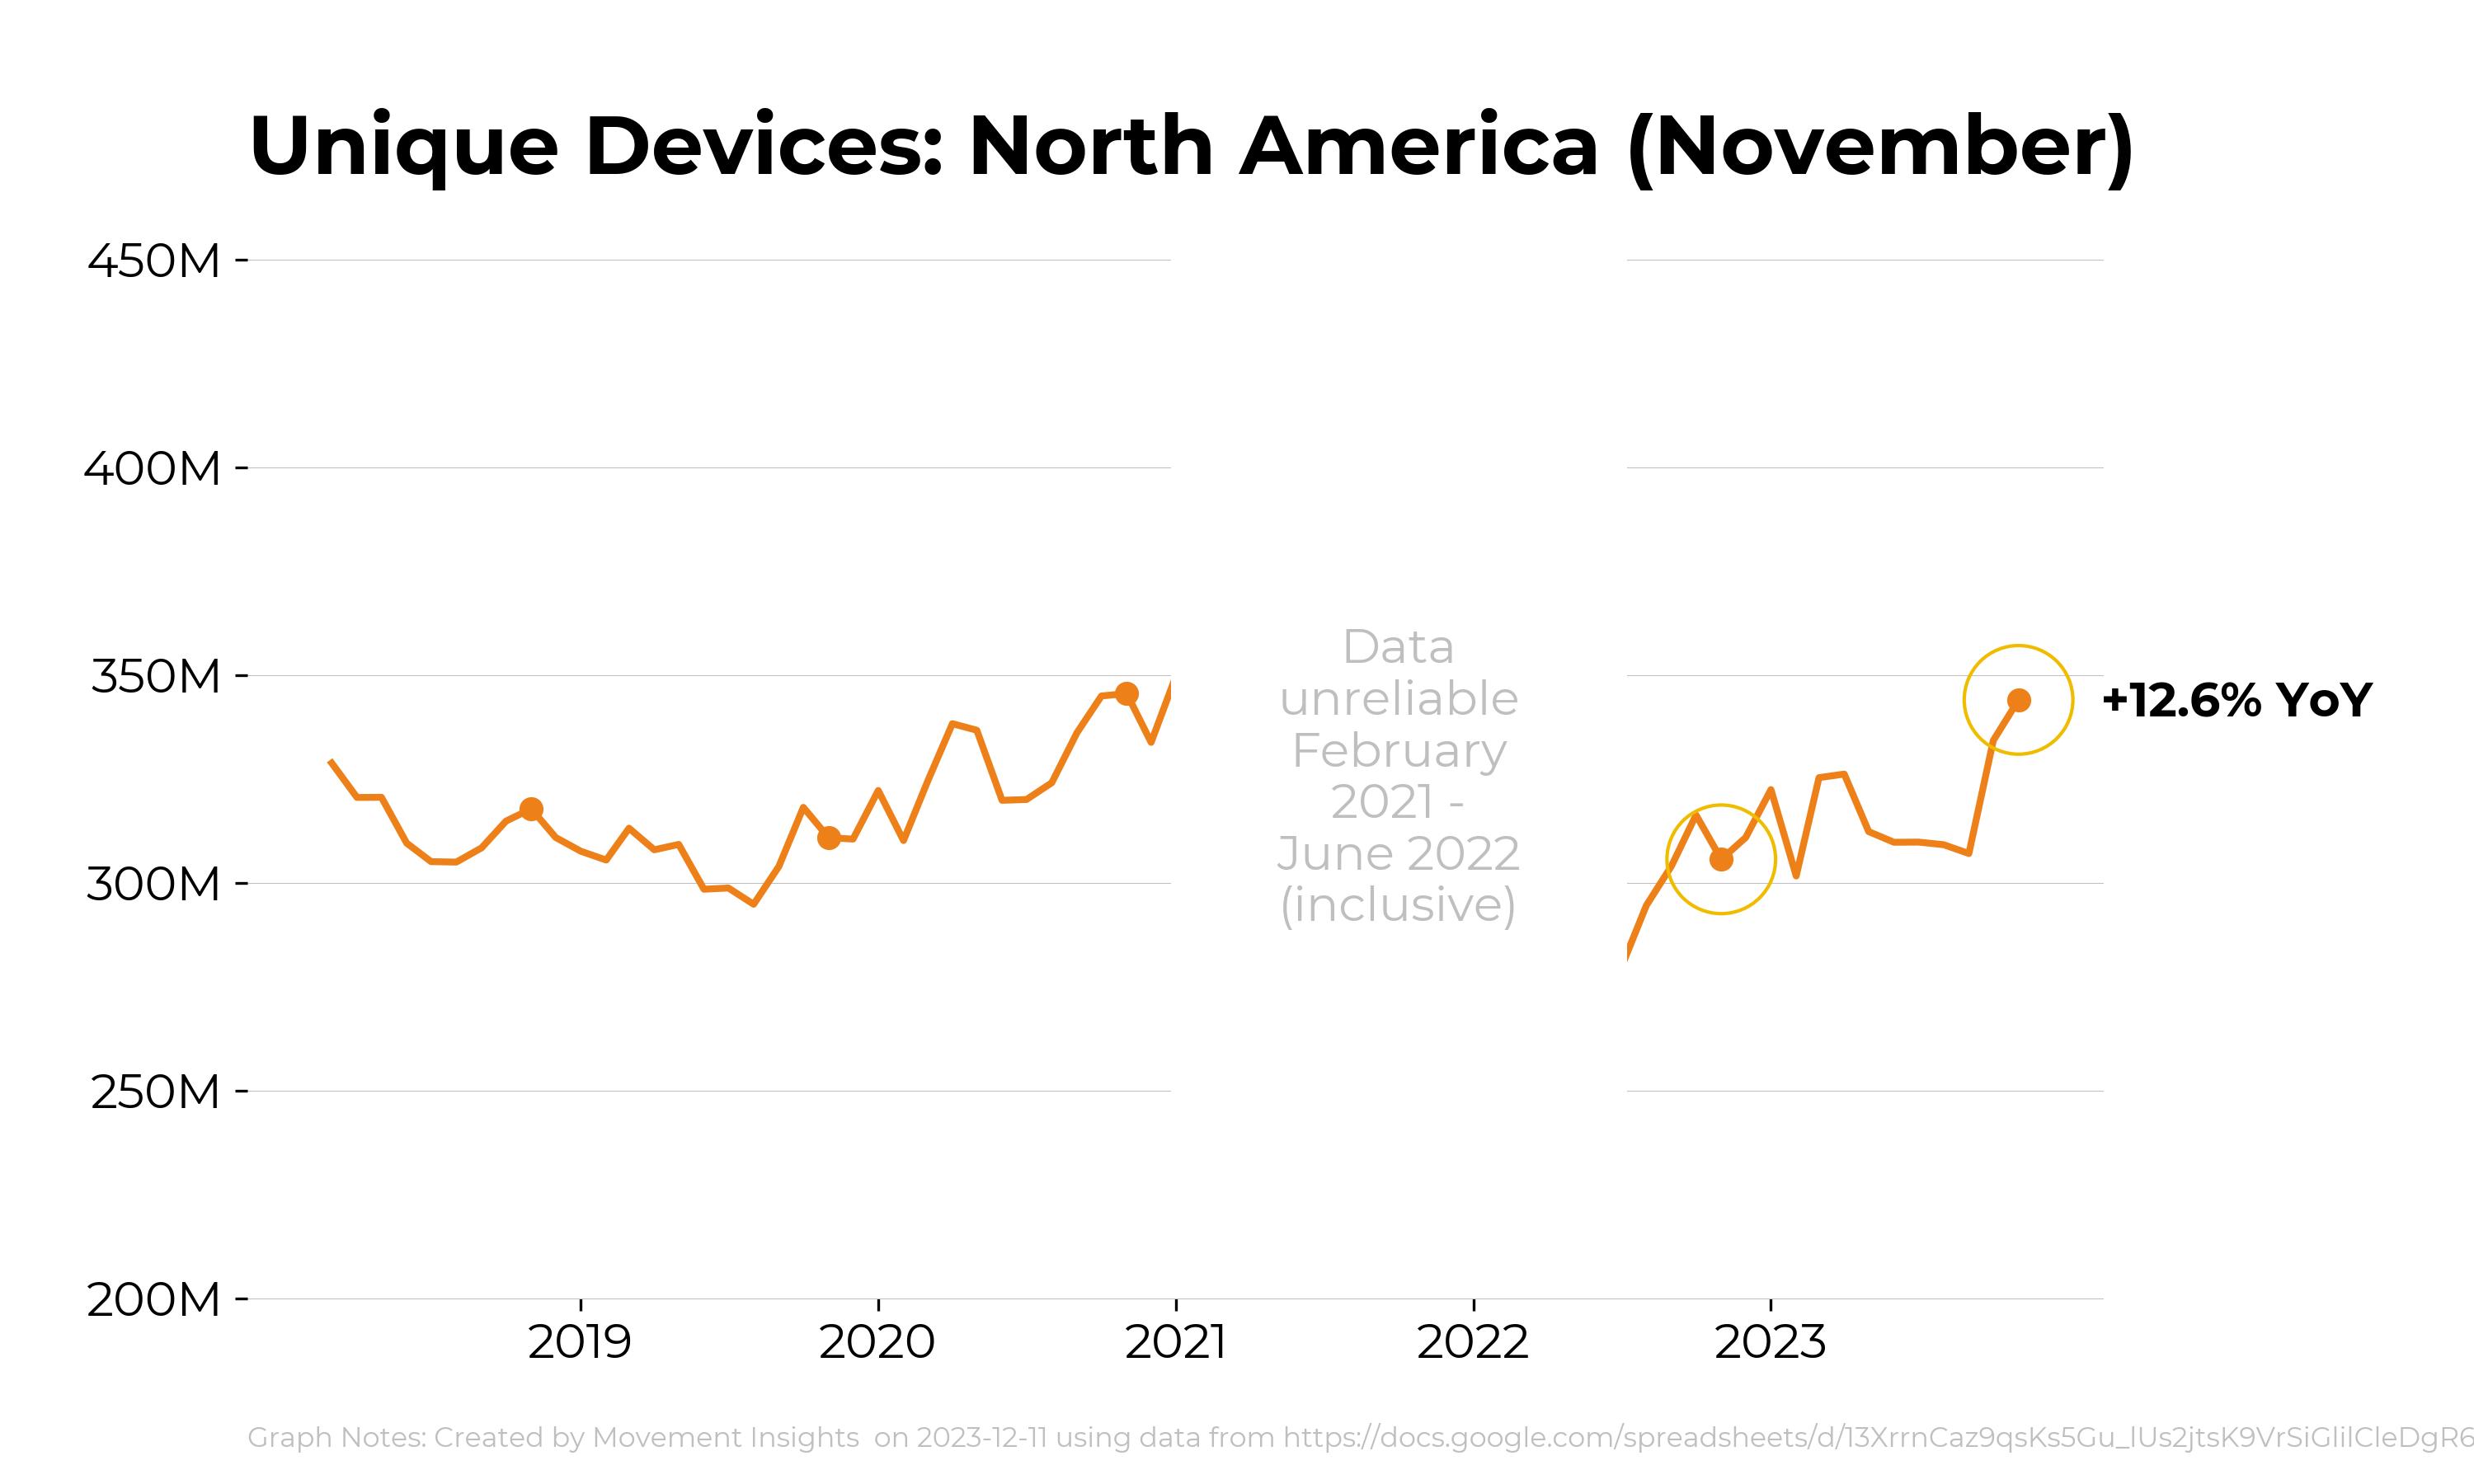 Unique Devices: North America (November)
450M
400M
350M
300M
250M
200M
Data
unreliable
February
2021 -
June 2022
(inclusive)
+12.6% YoY
2019
2020
2021
2022
2023
Graph Notes: Created by Movement Insights on 2023-12-11 using data from https://docs.google.com/spreadsheets/d/13XrrnCaz9qsKs5Gu_lUs2jtsK9VrSiGlilCleDgR6